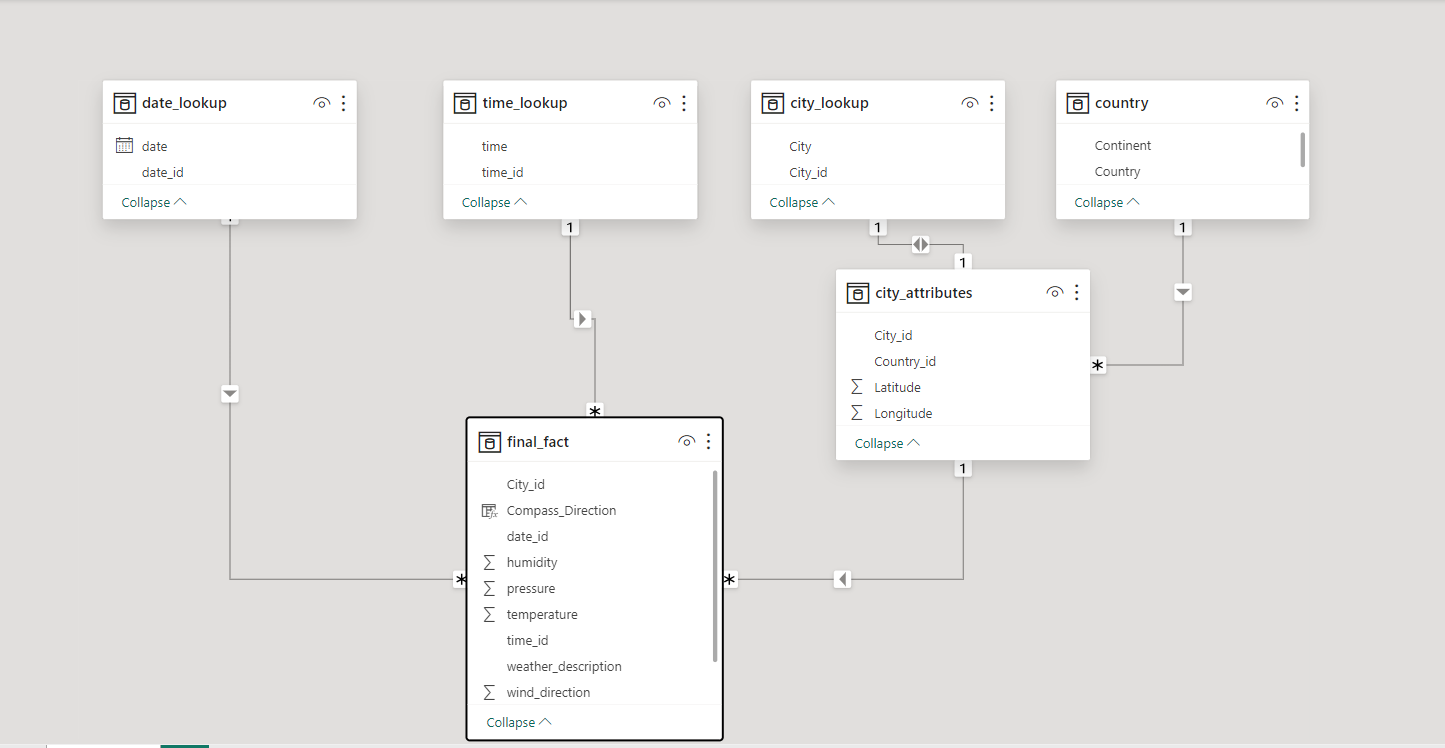 date_lookup
date
date_id
Collapse
1
time_lookup
time
time_id
Collapse
1
city_lookup
City
City_id
Collapse
1
country
Continent
Country
Collapse
1
1
city_attributes
City_id
Country_id
Latitude
Longitude
Collapse
1
*
*
final_fact
City_id
Compass_Direction
date_id
humidity
pressure
temperature
time_id
weather_description
wind_direction
Collapse
*
*